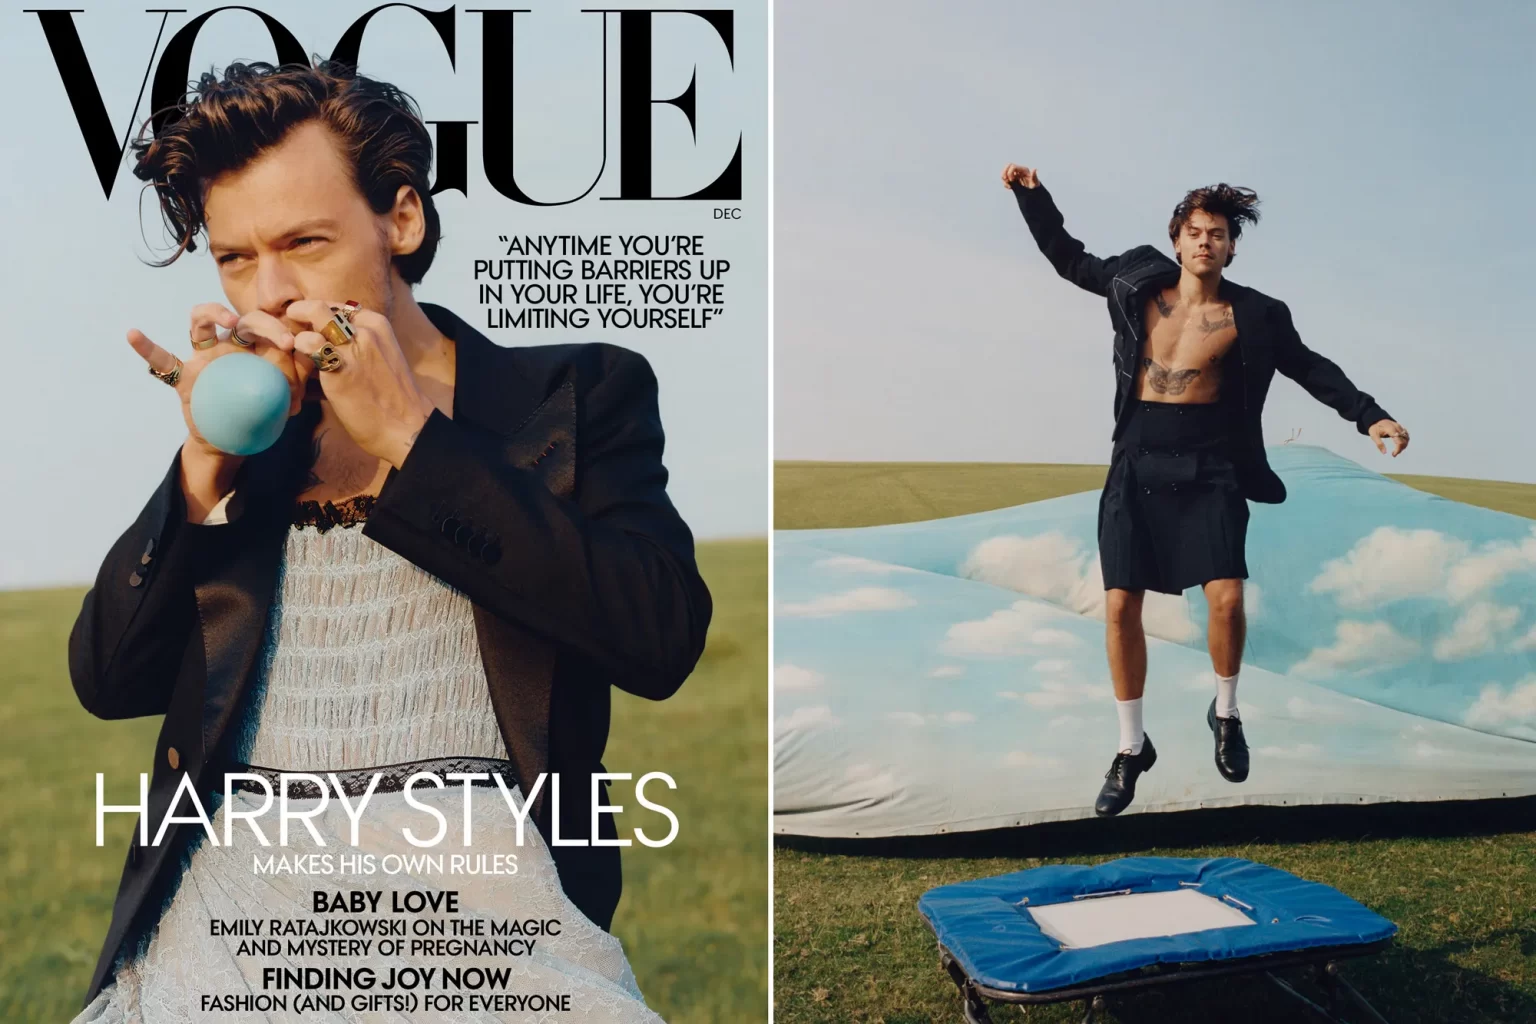 VOGUE
DEC
“ANYTIME YOU’RE
PUTTING BARRIERS UP
IN YOUR LIFE, YOU’RE
LIMITING YOURSELF”
HARRY STYLES
MAKES HIS OWN RULES
BABY LOVE
EMILY RATAJKOWSKI ON THE MAGIC
AND MYSTERY OF PREGNANCY
FINDING JOY NOW
FASHION (AND GIFTS!) FOR EVERYONE